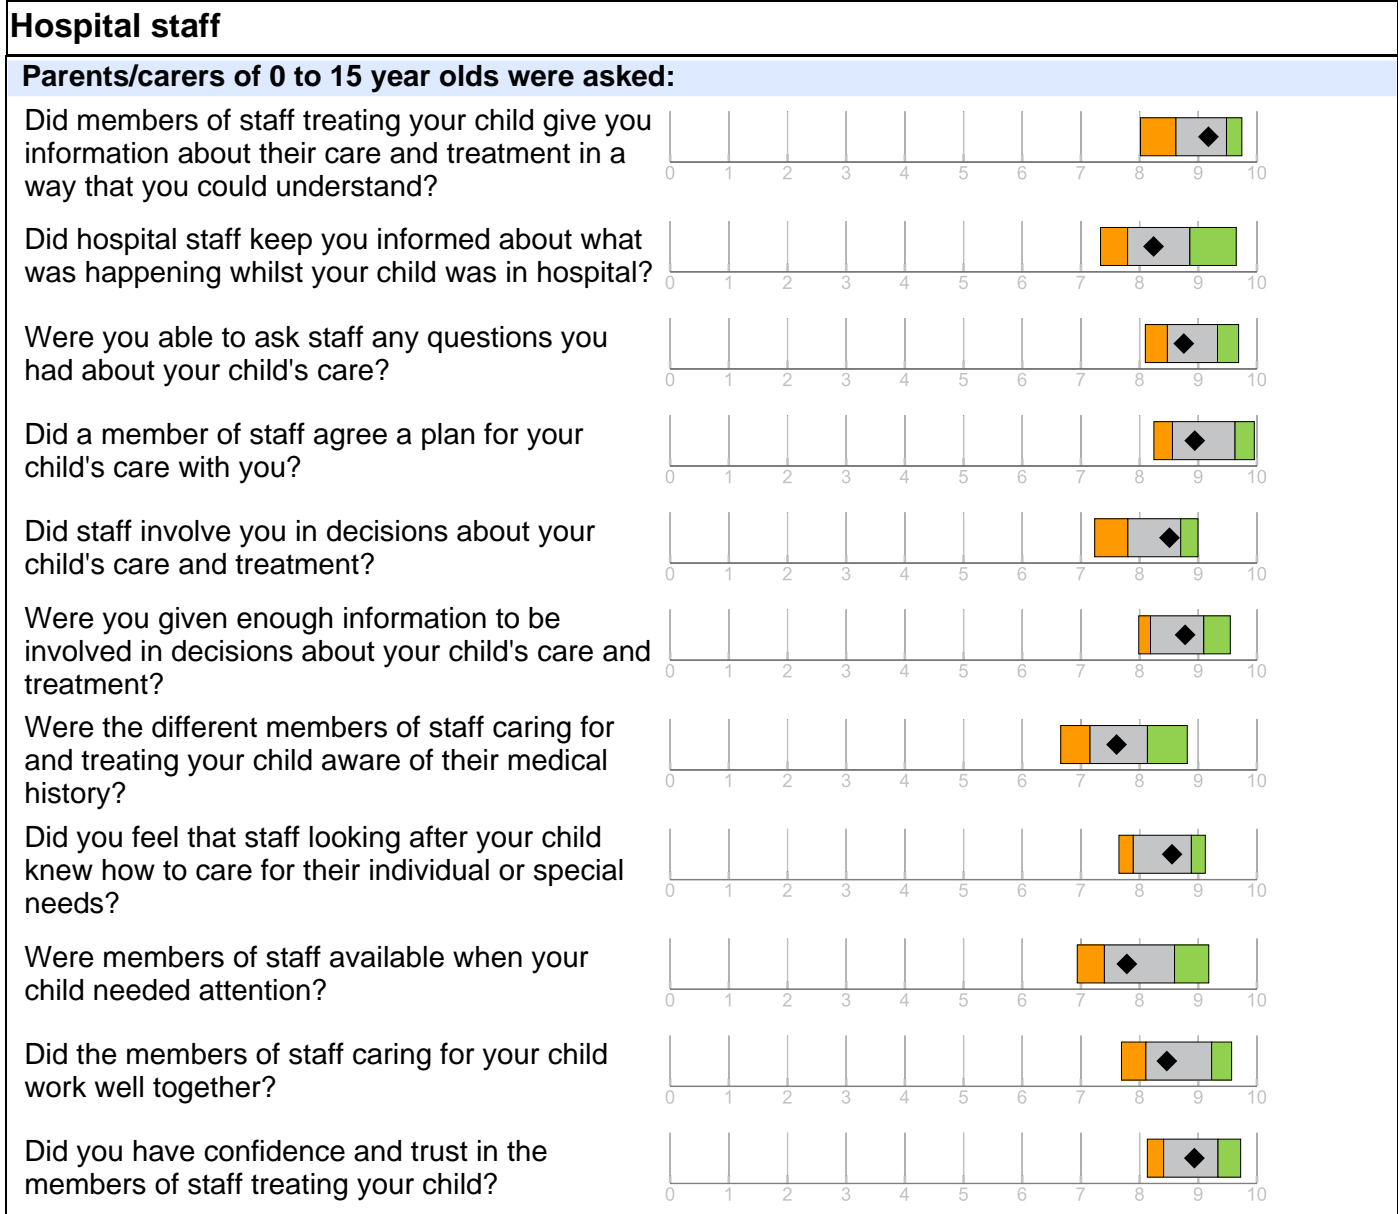 Hospital staff
Parents/carers of 0 to 15 year olds were asked:
Did members of staff treating your child give you
information about their care and treatment in a
way that you could understand?
0 1 2 3 4 5 6 7 8 9 10
Did hospital staff keep you informed about what
was happening whilst your child was in hospital?
0 1 2 3 4 5 6 7 8 9 10
Were you able to ask staff any questions you
had about your child's care?
0 1 2 3 4 5 6 7 8 9 10
Did a member of staff agree a plan for your
child's care with you?
0 1 2 3 4 5 6 7 8 9 10
Did staff involve you in decisions about your
child's care and treatment?
0 1 2 3 4 5 6 7 8 9 10
Were you given enough information to be
involved in decisions about your child's care and
treatment?
0 1 2 3 4 5 6 7 8 9 10
Were the different members of staff caring for
and treating your child aware of their medical
history?
0 1 2 3 4 5 6 7 8 9 10
Did you feel that staff looking after your child
knew how to care for their individual or special
needs?
0 1 2 3 4 5 6 7 8 9 10
Were members of staff available when your
child needed attention?
0 1 2 3 4 5 6 7 8 9 10
Did the members of staff caring for your child
work well together?
0 1 2 3 4 5 6 7 8 9 10
Did you have confidence and trust in the
members of staff treating your child?
0 1 2 3 4 5 6 7 8 9 10